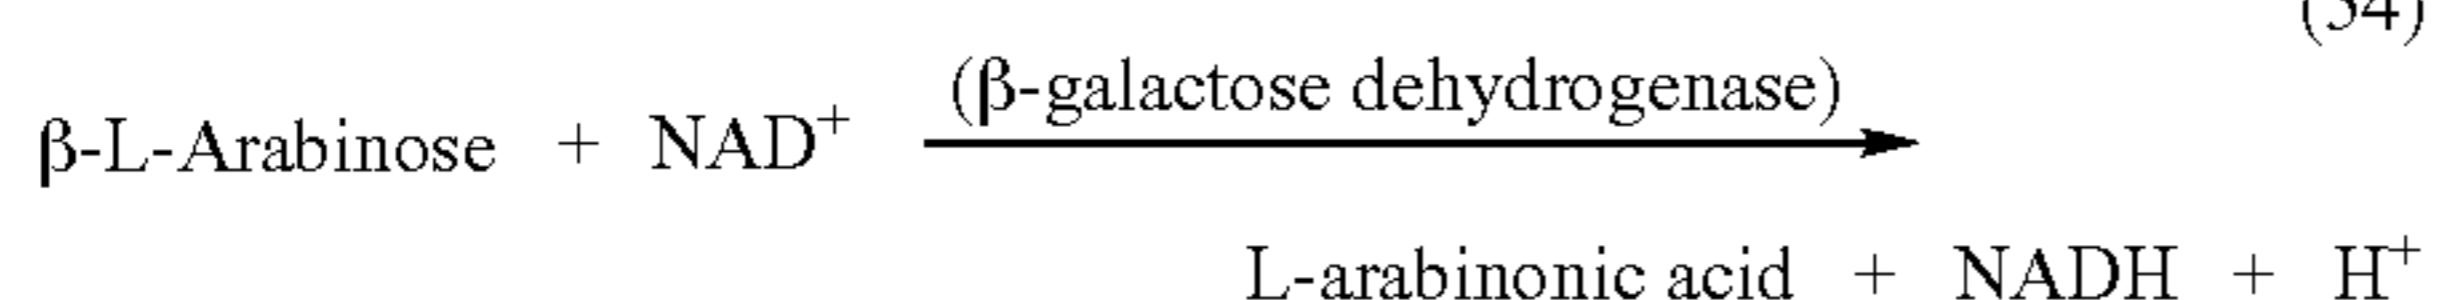 (34)
(β-galactose dehydrogenase)
β-L-Arabinose + NAD⁺
L-arabinonic acid + NADH + H⁺